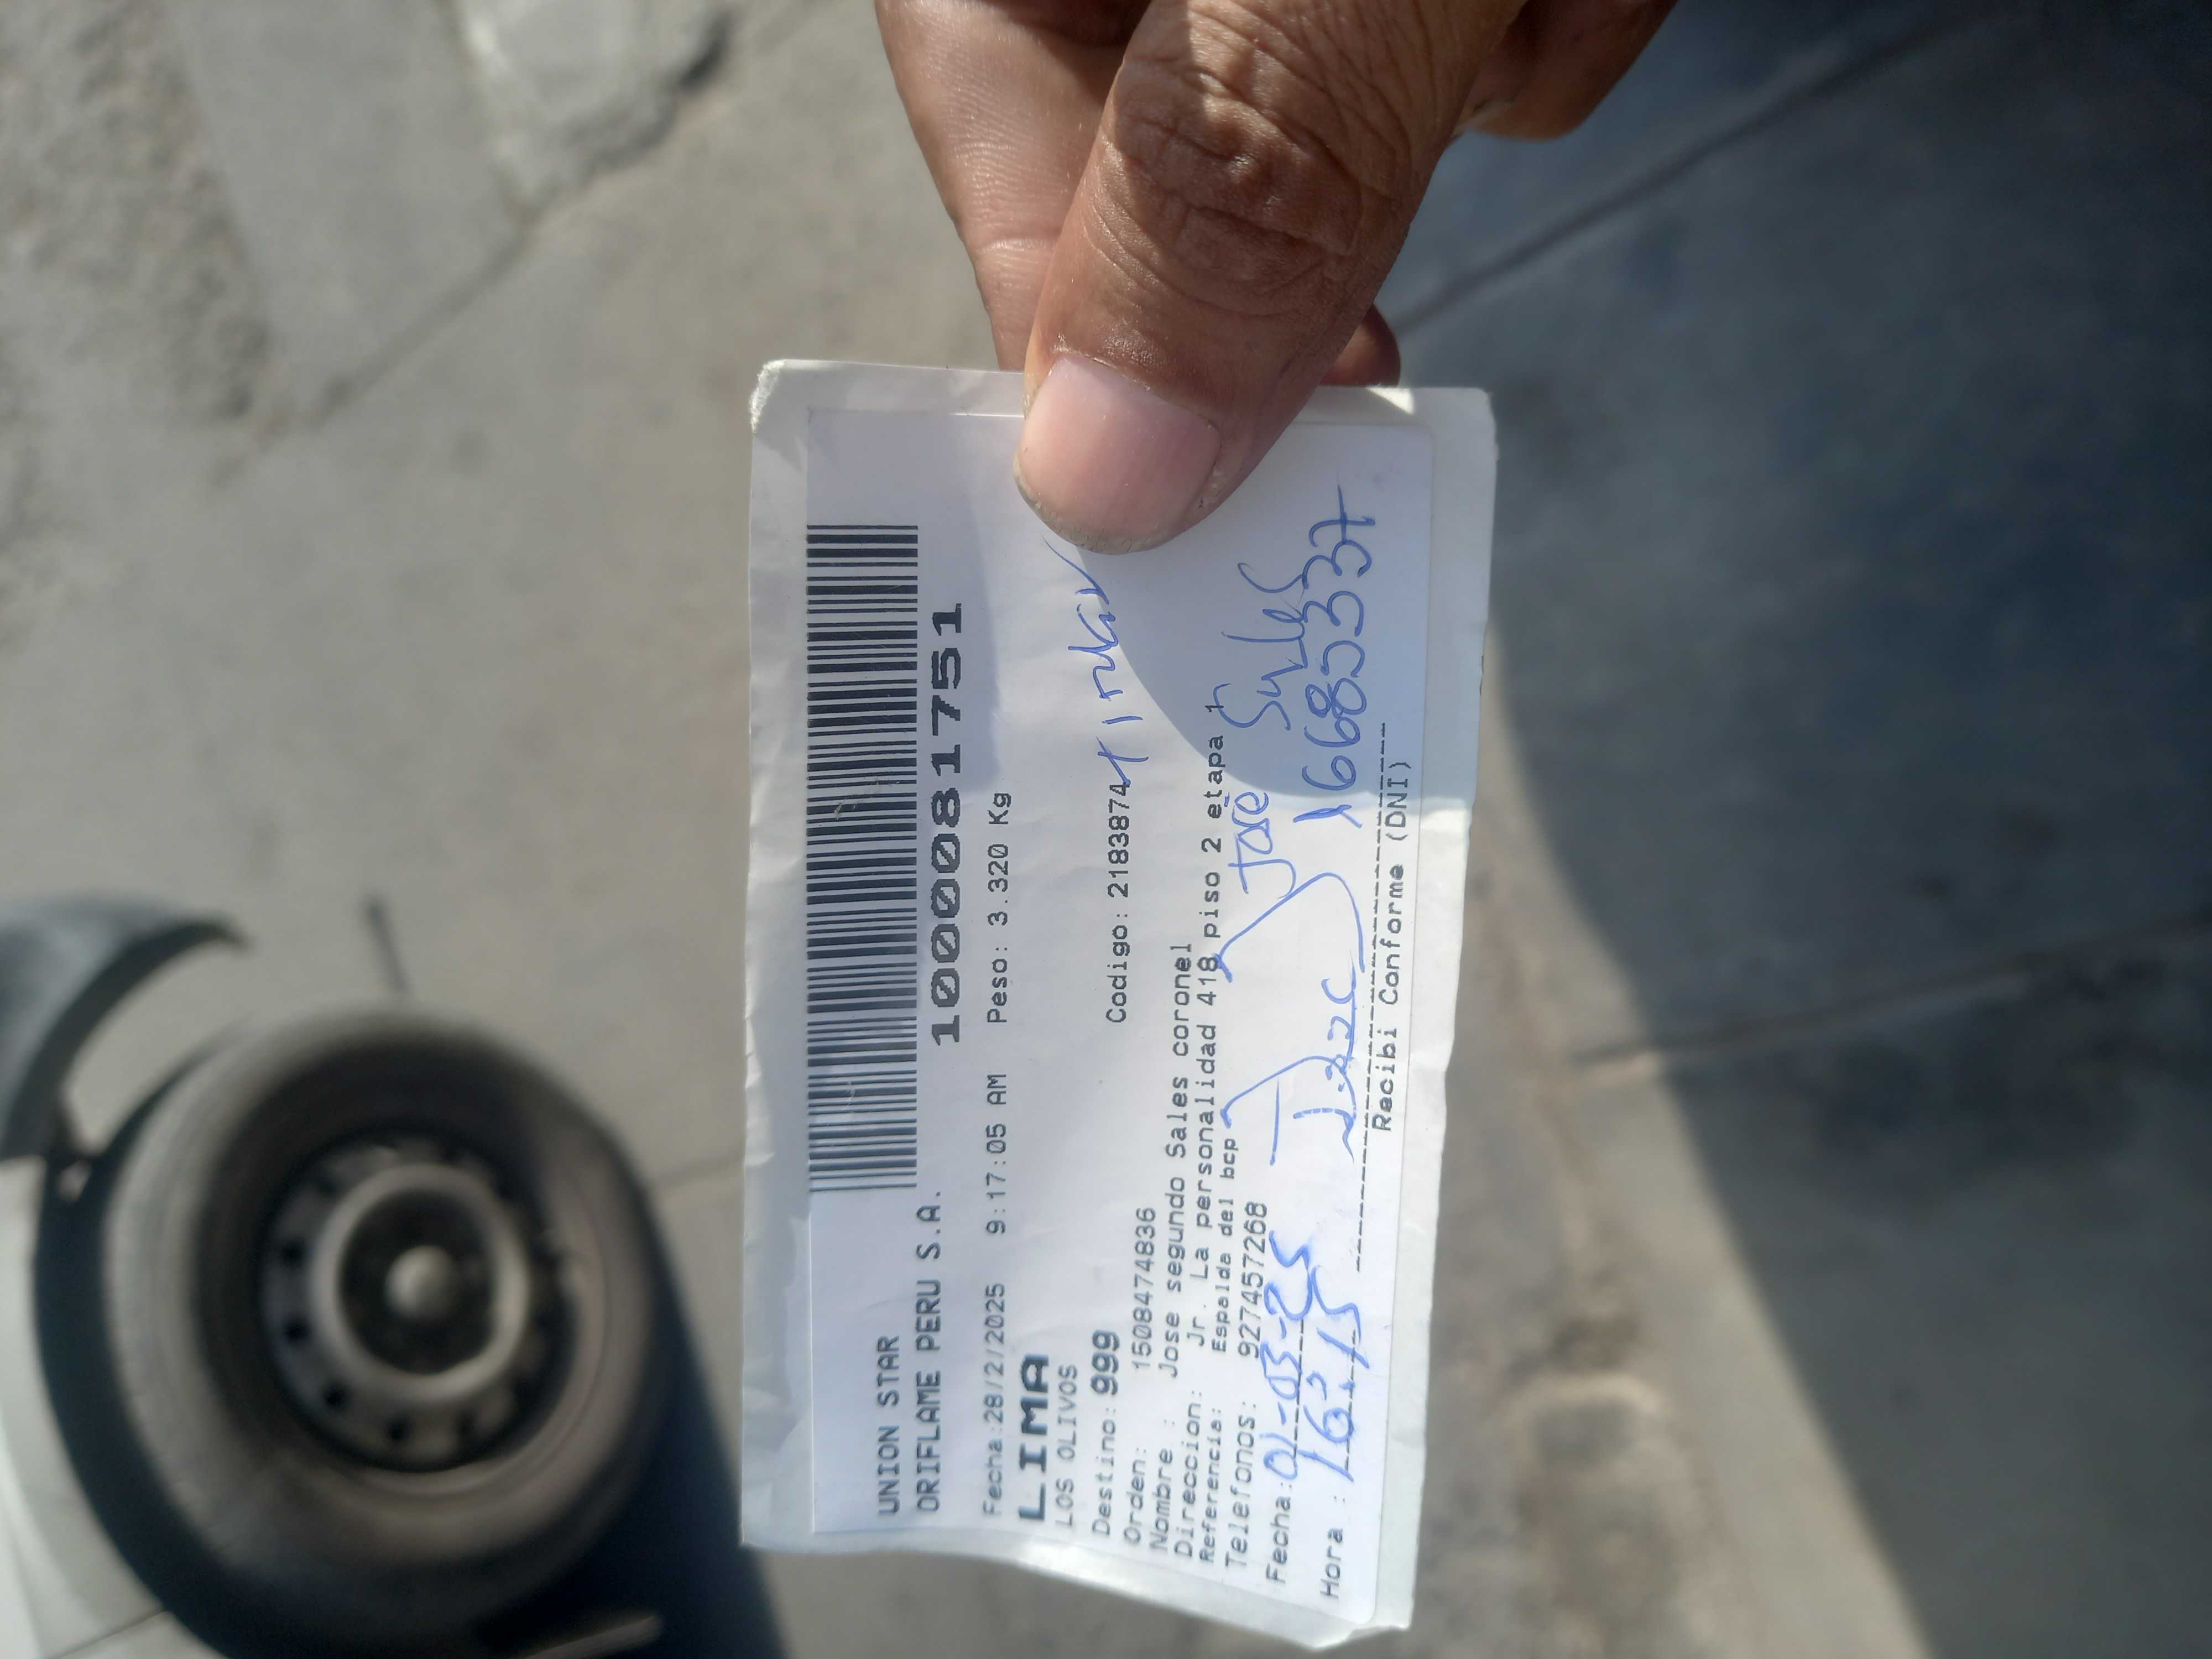 UNION STAR
ORIFLAME PERU S.A.
1000081751
Fecha:28/2/2025 9:17:05 AM Peso: 3.320 Kg
LIMA
LOS OLIVOS
Destino: 999
Orden: 1508474836 Codigo: 2183874
Nombre : Jose segundo Sales coronel
Direccion: Jr. La personalidad 418 piso 2 etapa 1
Referencia: Espalda del bcp
Telefonos: 927457268
José Sales
Fecha: 01-03-25
16685337
Hora : 16:15
Recibi Conforme (DNI)